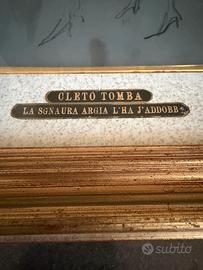 CLETO TOMBA
LA SGNAURA ARGIA L'HA J'ADDOBB
subito